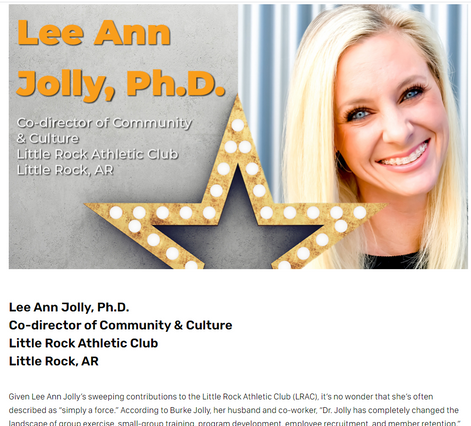 Lee Ann
Jolly, Ph.D.
Co-director of Community
& Culture
Little Rock Athletic Club
Little Rock, AR
Lee Ann Jolly, Ph.D.
Co-director of Community & Culture
Little Rock Athletic Club
Little Rock, AR
Given Lee Ann Jolly's sweeping contributions to the Little Rock Athletic Club (LRAC), it's no wonder that she's often
described as "simply a force." According to Burke Jolly, her husband and co-worker, "Dr. Jolly has completely changed the
landscape of group exercise, small-group training, program development, employee recruitment, and member retention."